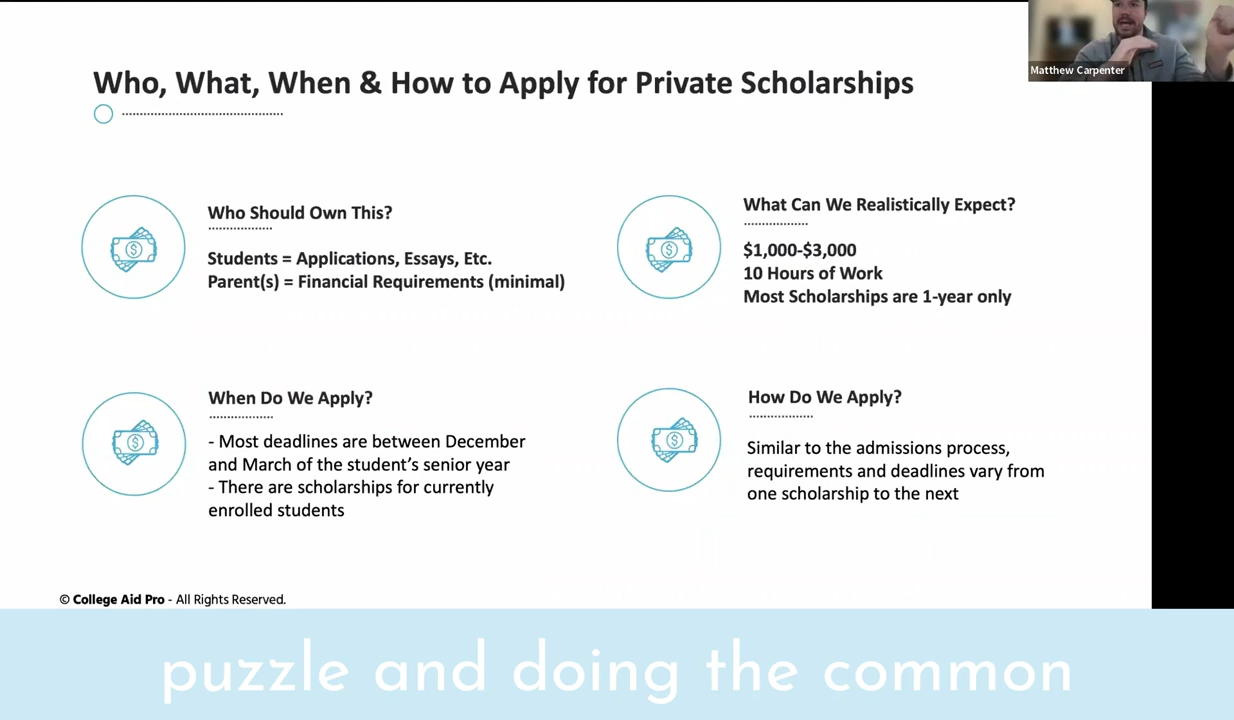 Matthew Carpenter
Who, What, When & How to Apply for Private Scholarships
Who Should Own This?
Students = Applications, Essays, Etc.
Parent(s) = Financial Requirements (minimal)
What Can We Realistically Expect?
$1,000-$3,000
10 Hours of Work
Most Scholarships are 1-year only
When Do We Apply?
- Most deadlines are between December
and March of the student’s senior year
- There are scholarships for currently
enrolled students
How Do We Apply?
Similar to the admissions process,
requirements and deadlines vary from
one scholarship to the next
© College Aid Pro - All Rights Reserved.
puzzle and doing the common